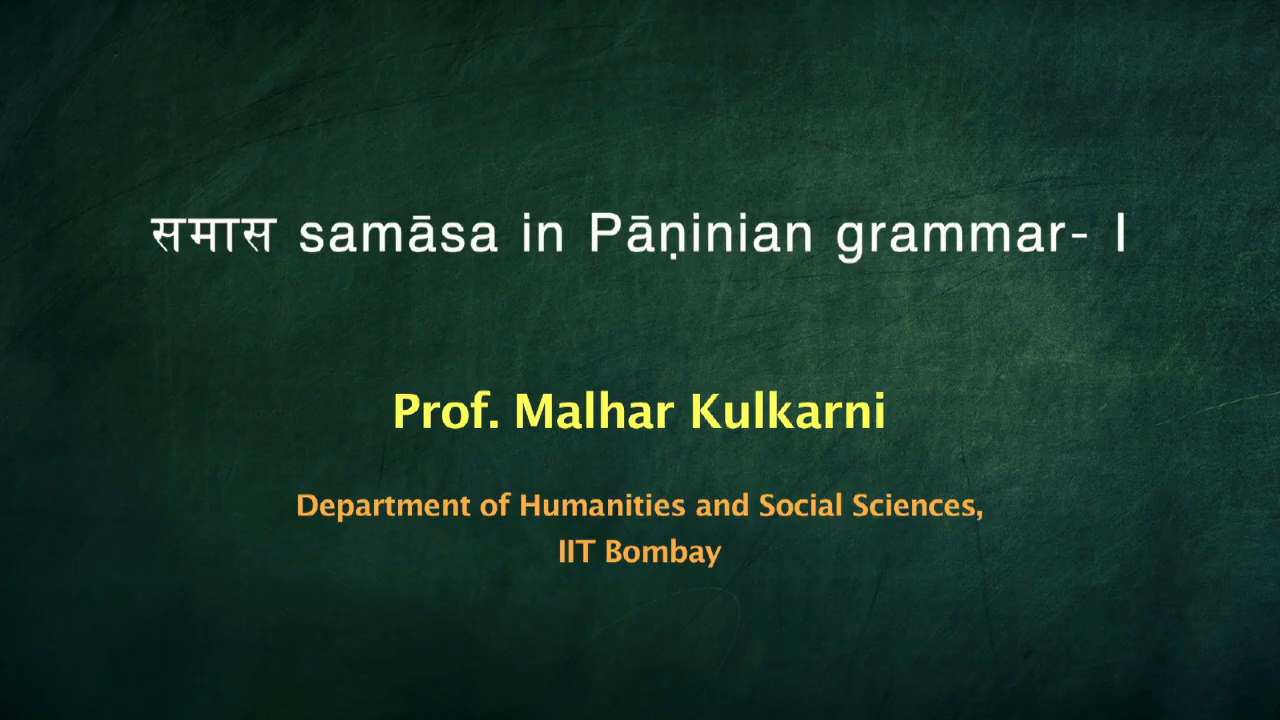 समास samāsa in Pāṇinian grammar- I
Prof. Malhar Kulkarni
Department of Humanities and Social Sciences,
IIT Bombay